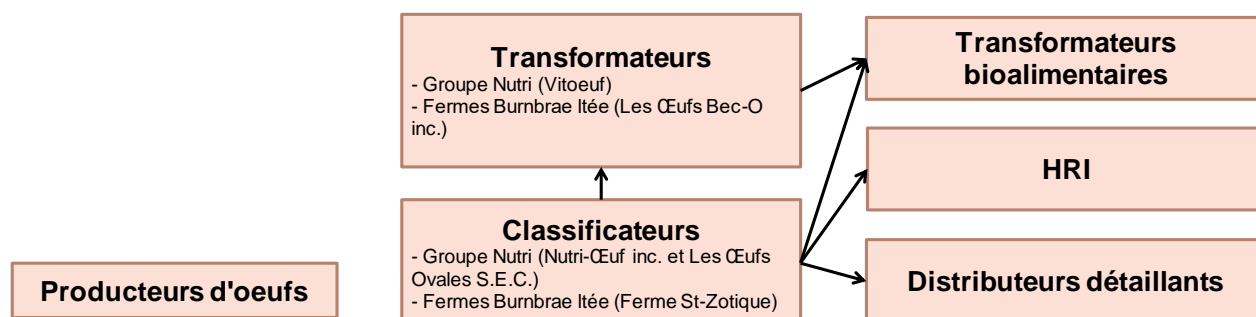 Transformateurs
- Groupe Nutri (Vitoeuf)
- Fermes Burnbrae ltée (Les Œufs Bec-O
inc.)
Transformateurs
bioalimentaires
HRI
Classificateurs
- Groupe Nutri (Nutri-Œuf inc. et Les Œufs
Ovales S.E.C.)
- Fermes Burnbrae ltée (Ferme St-Zotique)
Producteurs d'oeufs
Distributeurs détaillants